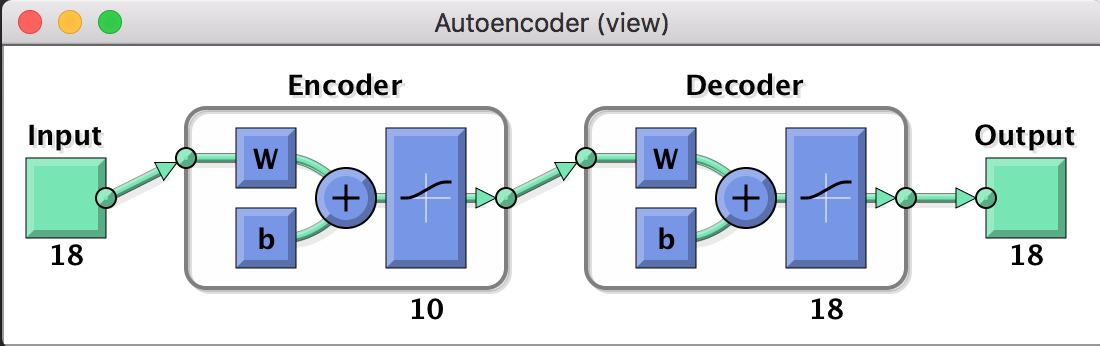 Autoencoder (view)
Encoder
Decoder
Input
Output
W
W
b
b
18
18
10
18